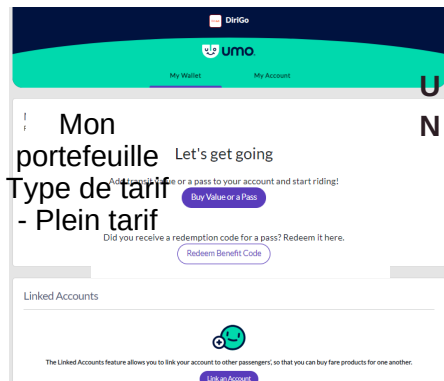 DiriGo
umo.
My Wallet
My Account
U
N
Mon
portefeuille
Type de tarif
- Plein tarif
Let's get going
Add transit value or a pass to your account and start riding!
Buy Value or a Pass
Did you receive a redemption code for a pass? Redeem it here.
Redeem Benefit Code
Linked Accounts
The Linked Accounts feature allows you to link your account to other passengers', so that you can buy fare products for one another.
Link an Account